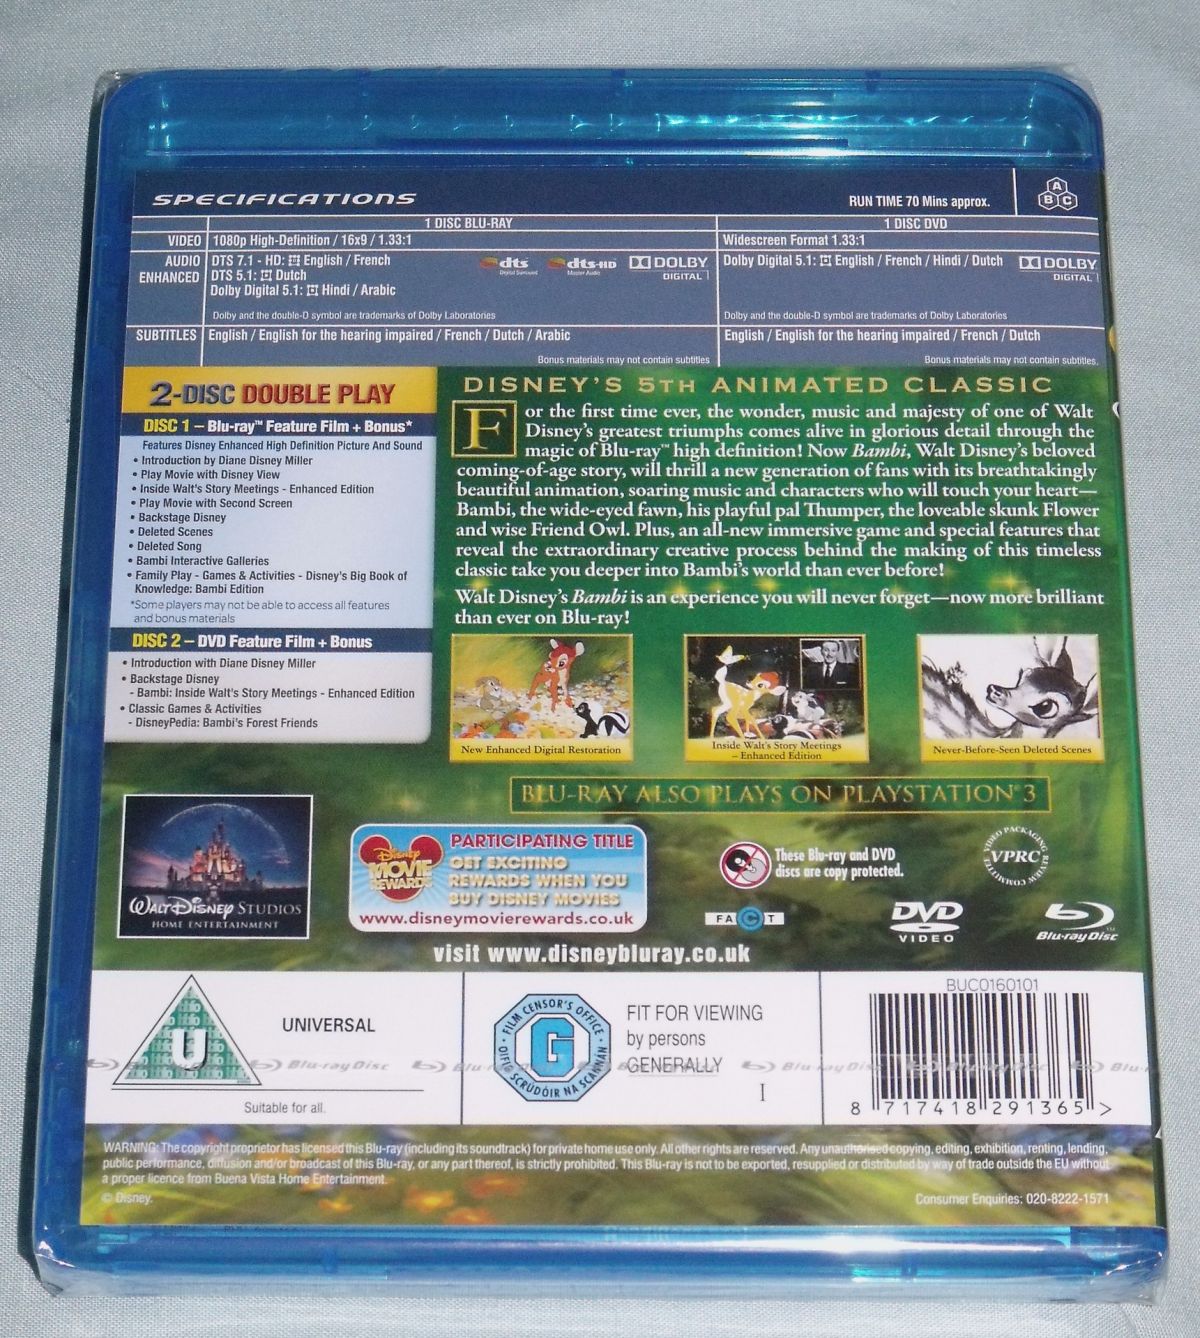 SPECIFICATIONS
RUN TIME 70 Mins approx.
A
B C
1 DISC BLU-RAY
1 DISC DVD
VIDEO
1080p High-Definition / 16x9 / 1.33:1
Widescreen Format 1.33:1
AUDIO
ENHANCED
DTS 7.1 - HD: English / French
DTS 5.1: Dutch
Dolby Digital 5.1: Hindi / Arabic
dts
Digital Surround
dts-HD
Master Audio
DOLBY
DIGITAL
Dolby and the double-D symbol are trademarks of Dolby Laboratories
Dolby Digital 5.1: English / French / Hindi / Dutch
DOLBY
DIGITAL
Dolby and the double-D symbol are trademarks of Dolby Laboratories
SUBTITLES
English / English for the hearing impaired / French / Dutch / Arabic
Bonus materials may not contain subtitles
English / English for the hearing impaired / French / Dutch
Bonus materials may not contain subtitles.
2-DISC DOUBLE PLAY
DISC 1 – Blu-ray™ Feature Film + Bonus*
Features Disney Enhanced High Definition Picture And Sound
• Introduction by Diane Disney Miller
• Play Movie with Disney View
• Inside Walt's Story Meetings - Enhanced Edition
• Play Movie with Second Screen
• Backstage Disney
• Deleted Scenes
• Deleted Song
• Bambi Interactive Galleries
• Family Play - Games & Activities - Disney's Big Book of
Knowledge: Bambi Edition
*Some players may not be able to access all features
and bonus materials
DISC 2 – DVD Feature Film + Bonus
• Introduction with Diane Disney Miller
• Backstage Disney
- Bambi: Inside Walt's Story Meetings - Enhanced Edition
• Classic Games & Activities
- DisneyPedia: Bambi's Forest Friends
DISNEY'S 5TH ANIMATED CLASSIC
For the first time ever, the wonder, music and majesty of one of Walt
Disney's greatest triumphs comes alive in glorious detail through the
magic of Blu-ray™ high definition! Now Bambi, Walt Disney's beloved
coming-of-age story, will thrill a new generation of fans with its breathtakingly
beautiful animation, soaring music and characters who will touch your heart—
Bambi, the wide-eyed fawn, his playful pal Thumper, the loveable skunk Flower
and wise Friend Owl. Plus, an all-new immersive game and special features that
reveal the extraordinary creative process behind the making of this timeless
classic take you deeper into Bambi's world than ever before!
Walt Disney's Bambi is an experience you will never forget—now more brilliant
than ever on Blu-ray!
New Enhanced Digital Restoration
Inside Walt's Story Meetings
– Enhanced Edition
Never-Before-Seen Deleted Scenes
BLU-RAY ALSO PLAYS ON PLAYSTATION®3
WALT DISNEY STUDIOS
HOME ENTERTAINMENT
Disney
MOVIE
REWARDS
PARTICIPATING TITLE
GET EXCITING
REWARDS WHEN YOU
BUY DISNEY MOVIES
www.disneymovierewards.co.uk
These Blu-ray and DVD
discs are copy protected.
FACT
VIDEO PACKAGING REVIEW COMMITTEE
VPRC
DVD
VIDEO
Blu-ray Disc
visit www.disneybluray.co.uk
U
UNIVERSAL
Suitable for all.
FILM CENSOR'S OFFICE
G
OIFIG SCRÚDÓIR NA SCANNÁN
FIT FOR VIEWING
by persons
GENERALLY
I
BUC0160101
8 717418 291365 >
Blu-ray Disc
WARNING: The copyright proprietor has licensed this Blu-ray (including its soundtrack) for private home use only. All other rights are reserved. Any unauthorised copying, editing, exhibition, renting, lending,
public performance, diffusion and/or broadcast of this Blu-ray, or any part thereof, is strictly prohibited. This Blu-ray is not to be exported, resupplied or distributed by way of trade outside the EU without
a proper licence from Buena Vista Home Entertainment.
© Disney.
Consumer Enquiries: 020-8222-1571